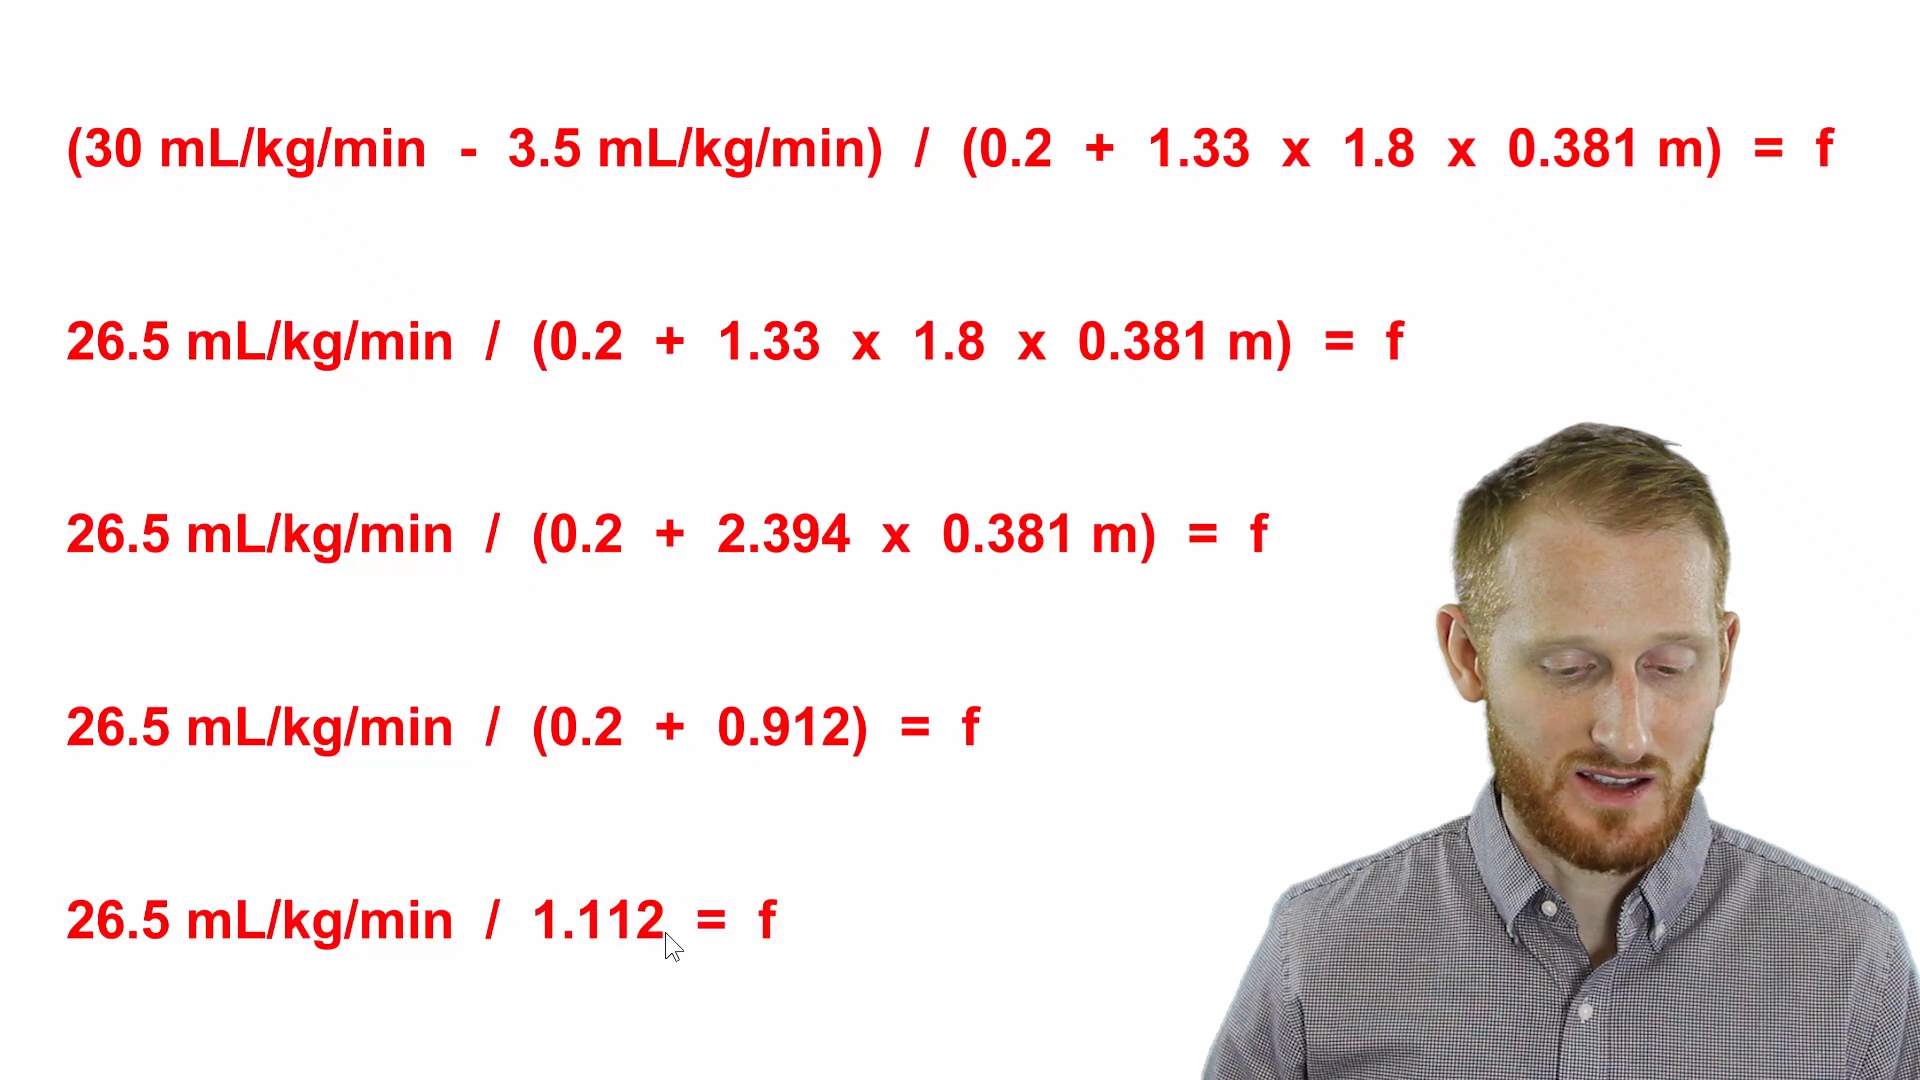 (30 mL/kg/min - 3.5 mL/kg/min) / (0.2 + 1.33 x 1.8 x 0.381 m) = f
26.5 mL/kg/min / (0.2 + 1.33 x 1.8 x 0.381 m) = f
26.5 mL/kg/min / (0.2 + 2.394 x 0.381 m) = f
26.5 mL/kg/min / (0.2 + 0.912) = f
26.5 mL/kg/min / 1.112 = f